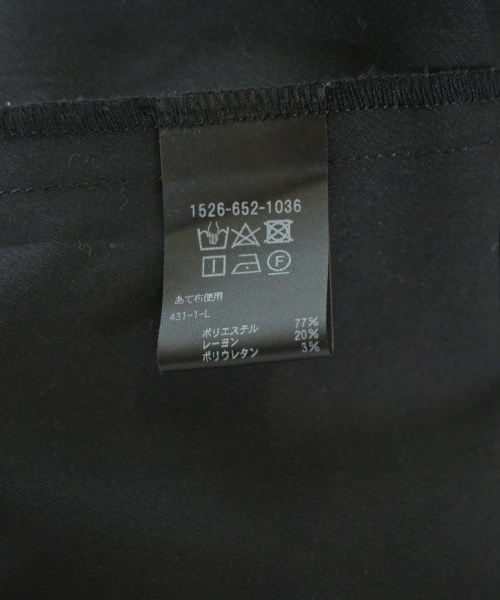 1526-652-1036
F
あて布使用
431-1-L
ポリエステル 77%
レーヨン 20%
ポリウレタン 3%